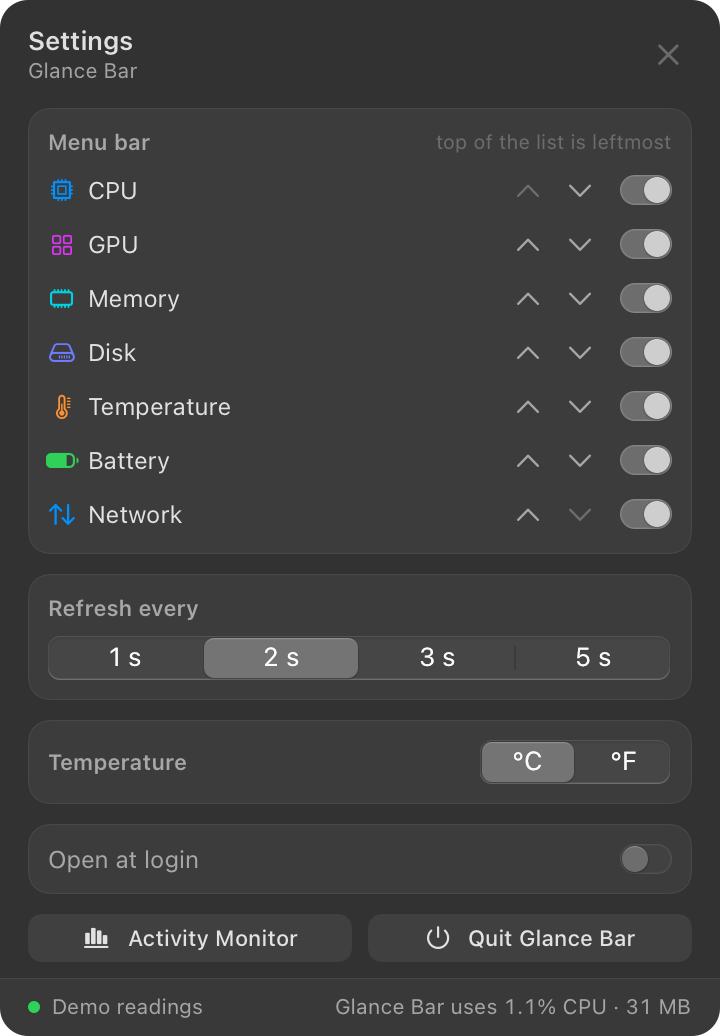 Settings
Glance Bar
Menu bar top of the list is leftmost
CPU
GPU
Memory
Disk
Temperature
Battery
Network
Refresh every
1 s 2 s 3 s 5 s
Temperature °C °F
Open at login
Activity Monitor Quit Glance Bar
Demo readings Glance Bar uses 1.1% CPU · 31 MB